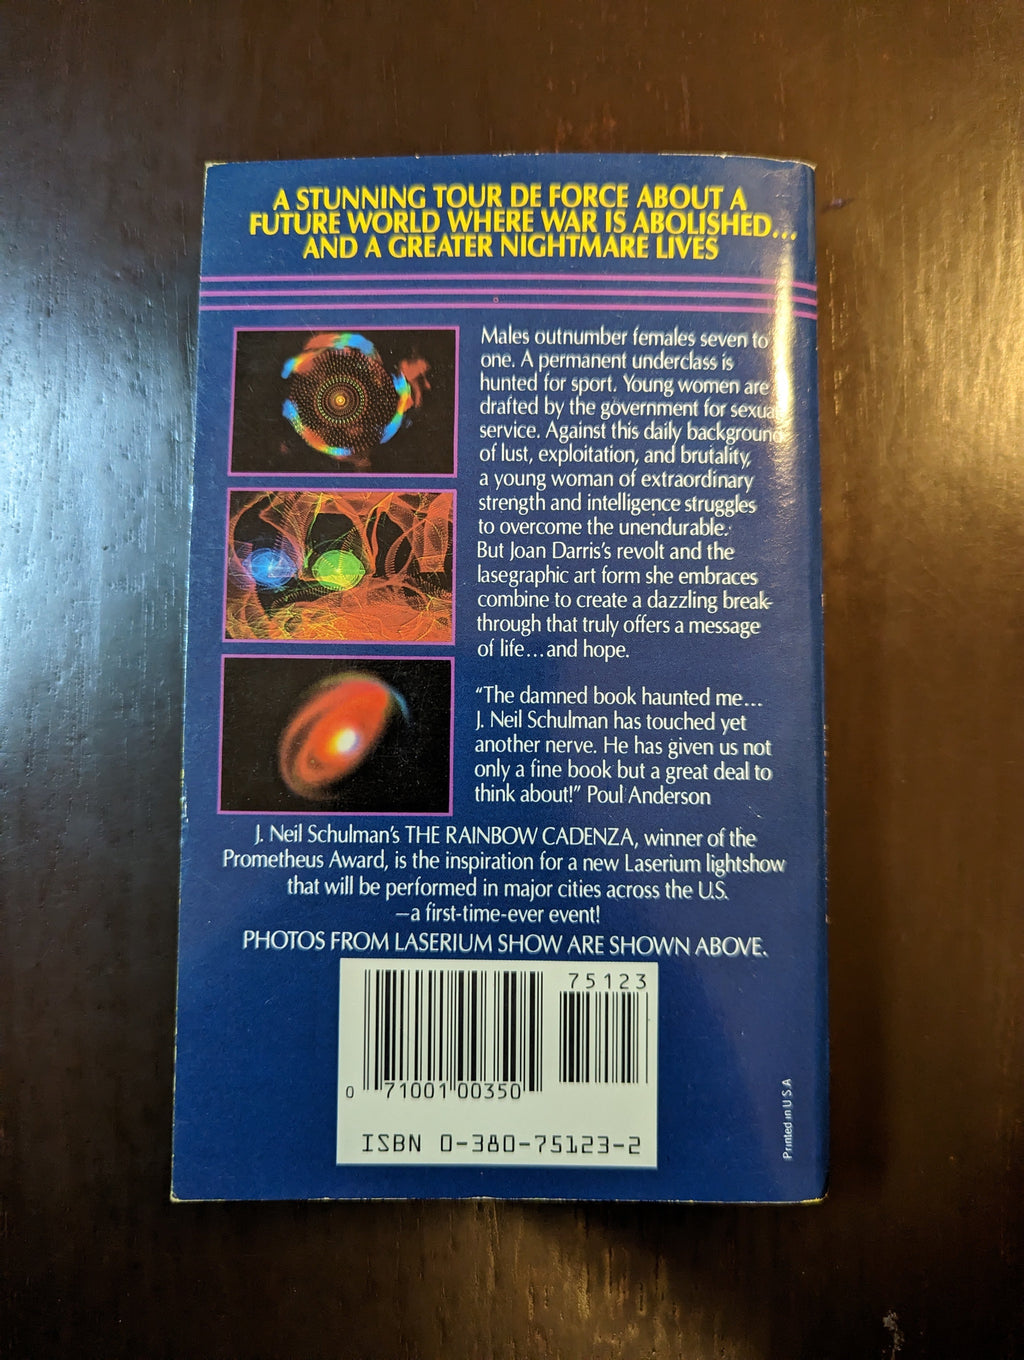 A STUNNING TOUR DE FORCE ABOUT A
FUTURE WORLD WHERE WAR IS ABOLISHED...
AND A GREATER NIGHTMARE LIVES
Males outnumber females seven to
one. A permanent underclass is
hunted for sport. Young women are
drafted by the government for sexual
service. Against this daily background
of lust, exploitation, and brutality,
a young woman of extraordinary
strength and intelligence struggles
to overcome the unendurable.
But Joan Darris's revolt and the
lasegraphic art form she embraces
combine to create a dazzling break-
through that truly offers a message
of life...and hope.
"The damned book haunted me...
J. Neil Schulman has touched yet
another nerve. He has given us not
only a fine book but a great deal to
think about!" Poul Anderson
J. Neil Schulman's THE RAINBOW CADENZA, winner of the
Prometheus Award, is the inspiration for a new Laserium lightshow
that will be performed in major cities across the U.S.
—a first-time-ever event!
PHOTOS FROM LASERIUM SHOW ARE SHOWN ABOVE.
75123
0 71001 00350
ISBN 0-380-75123-2
Printed in U.S.A